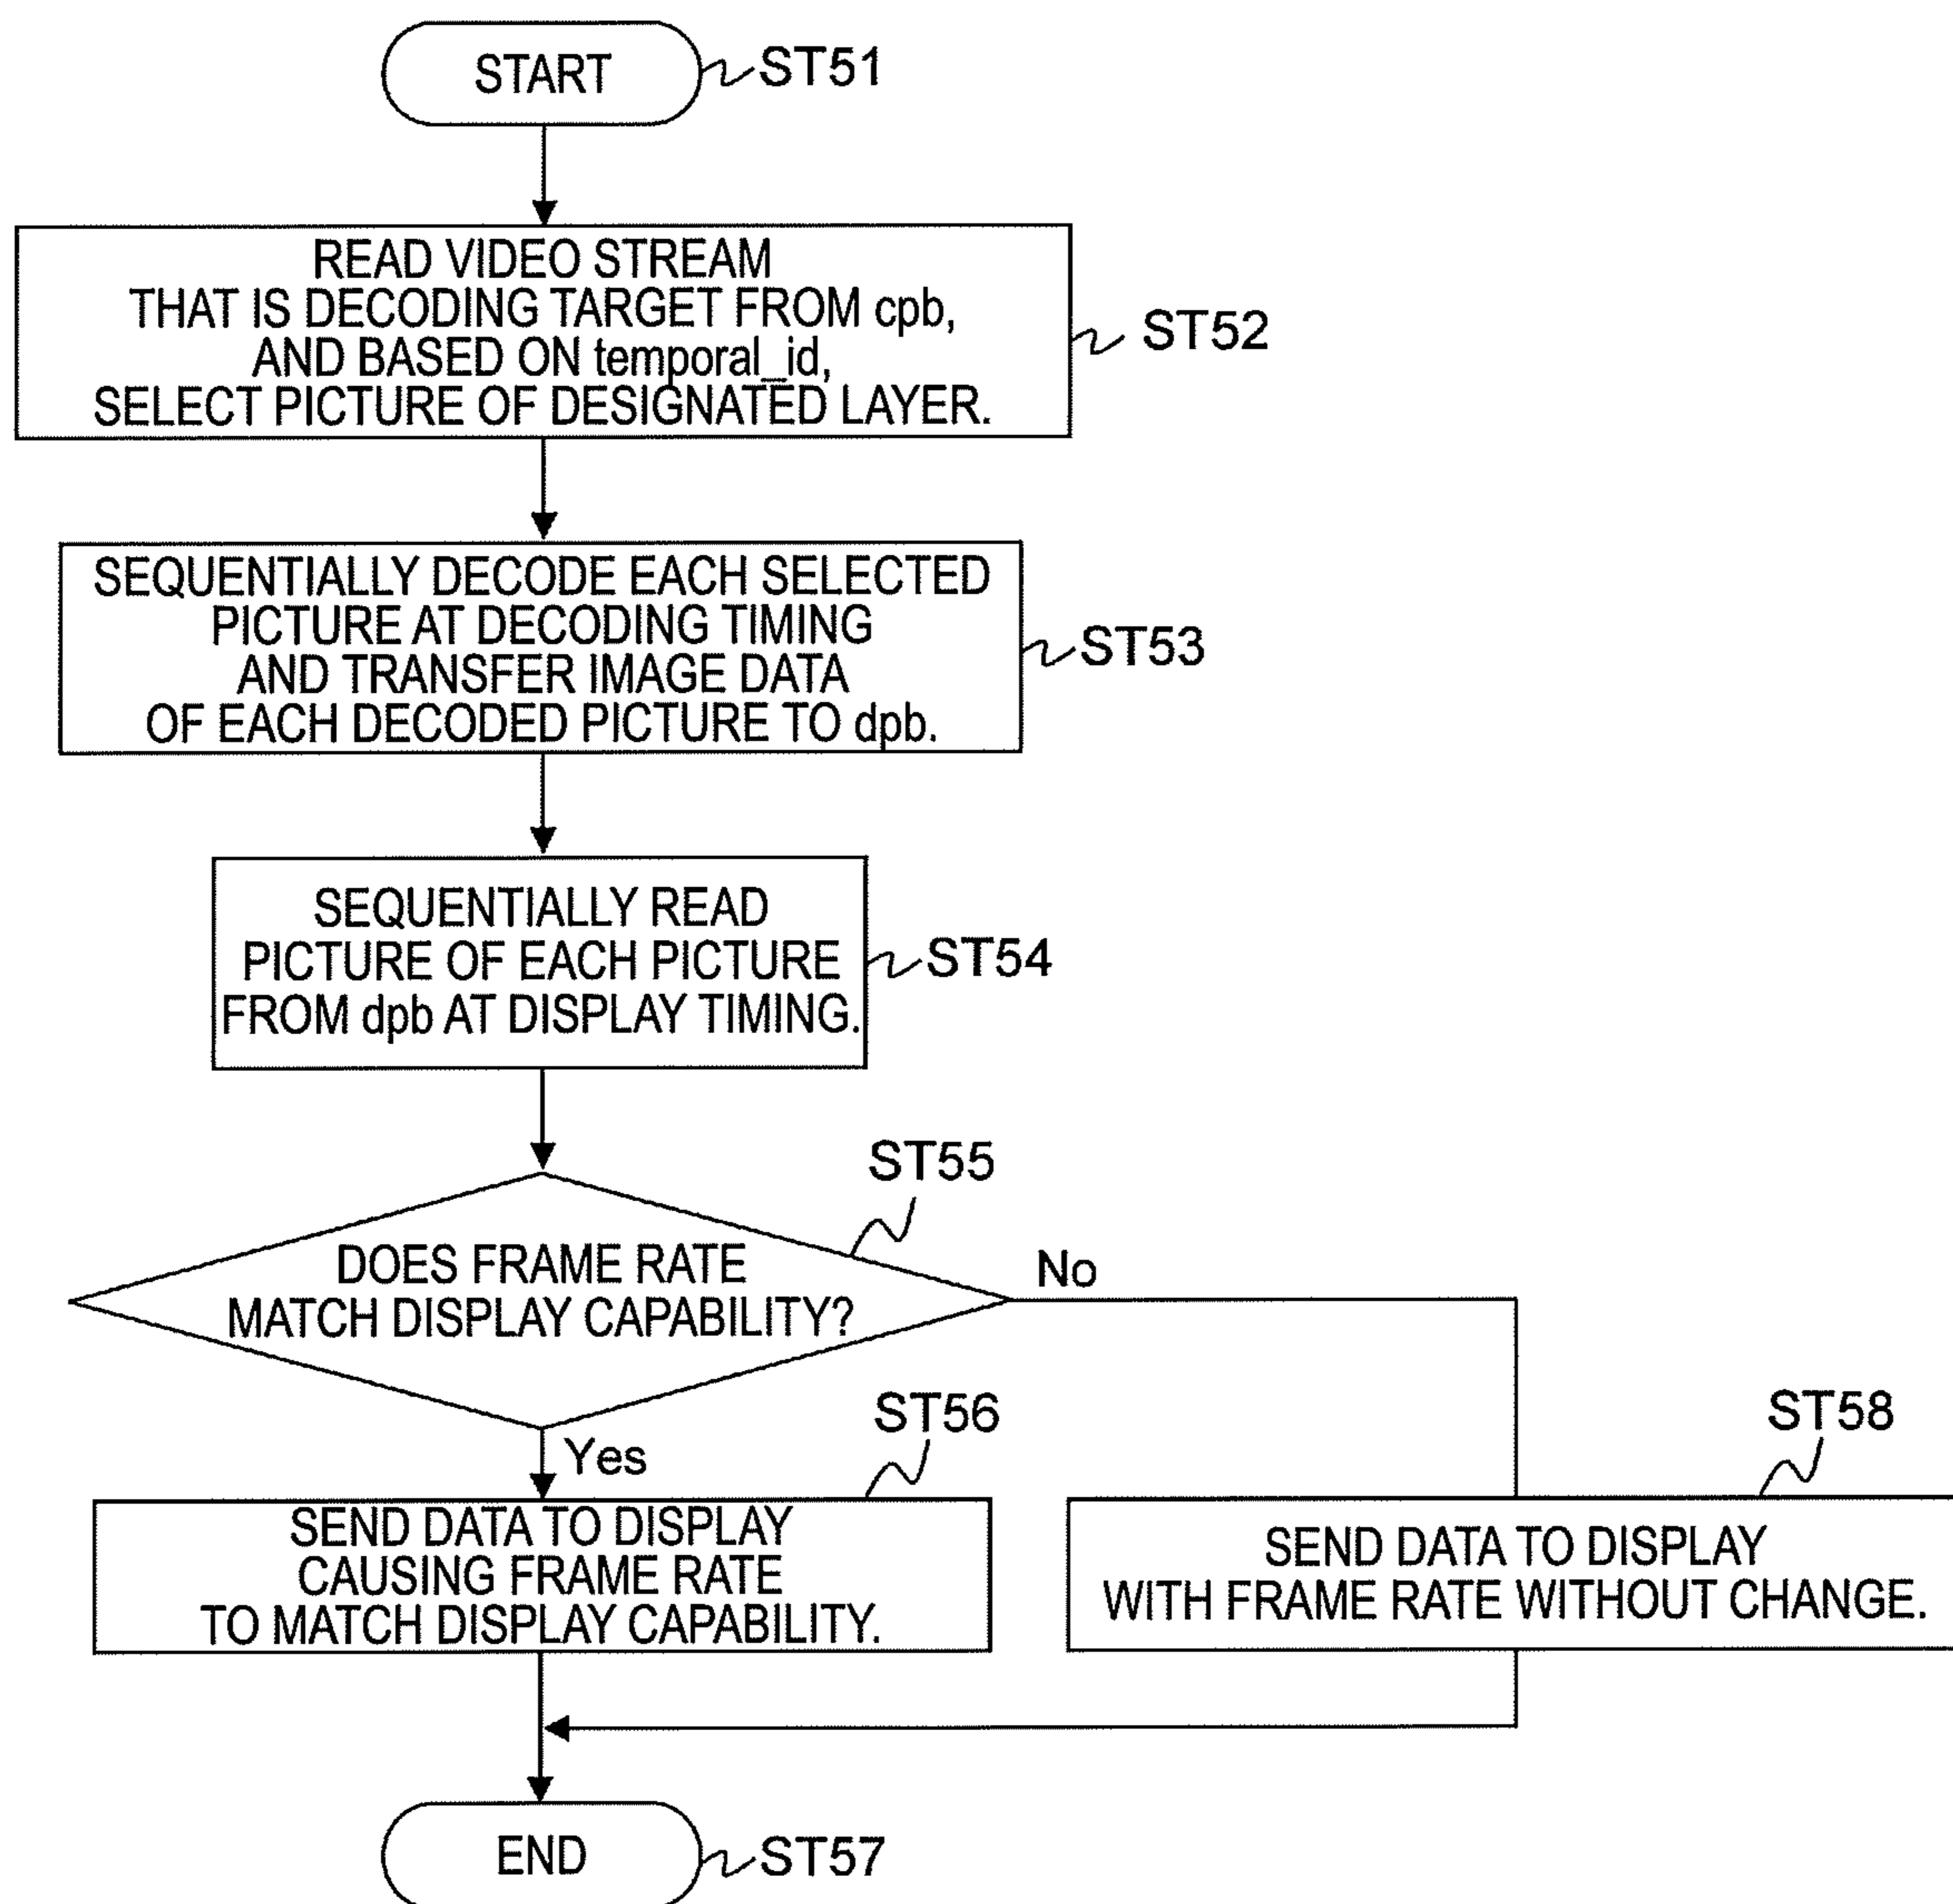 START
ST51
READ VIDEO STREAM
THAT IS DECODING TARGET FROM cpb,
AND BASED ON temporal_id,
SELECT PICTURE OF DESIGNATED LAYER.
ST52
SEQUENTIALLY DECODE EACH SELECTED
PICTURE AT DECODING TIMING
AND TRANSFER IMAGE DATA
OF EACH DECODED PICTURE TO dpb.
ST53
SEQUENTIALLY READ
PICTURE OF EACH PICTURE
FROM dpb AT DISPLAY TIMING.
ST54
ST55
DOES FRAME RATE
MATCH DISPLAY CAPABILITY?
No
Yes
ST56
SEND DATA TO DISPLAY
CAUSING FRAME RATE
TO MATCH DISPLAY CAPABILITY.
ST58
SEND DATA TO DISPLAY
WITH FRAME RATE WITHOUT CHANGE.
END
ST57